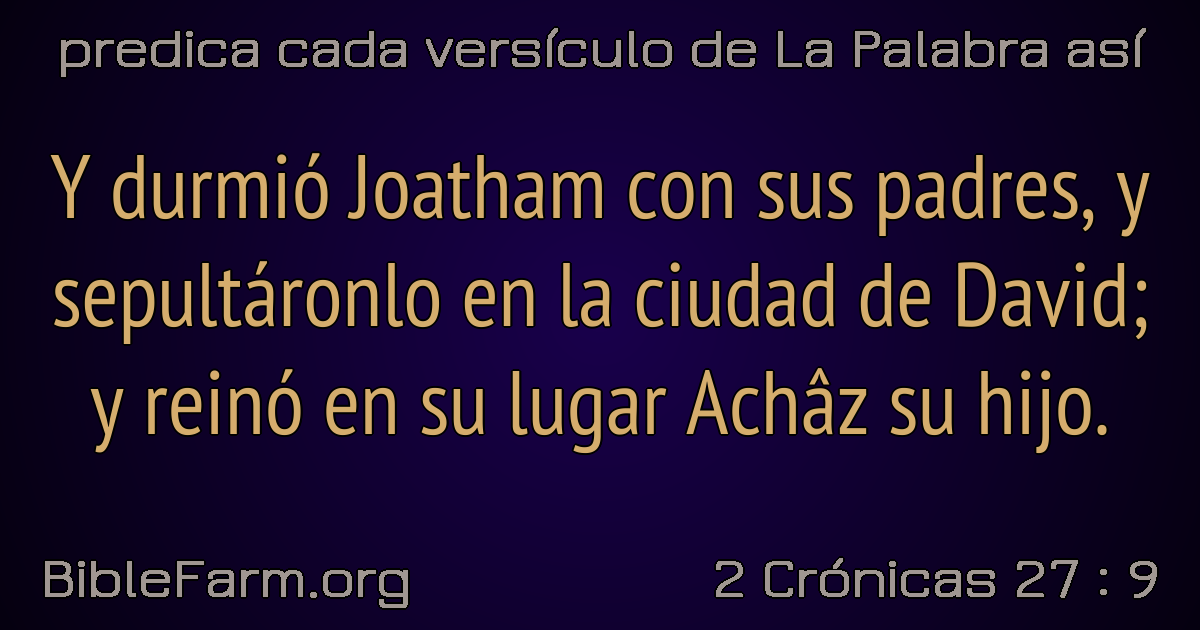 predica cada versículo de La Palabra así
Y durmió Joatham con sus padres, y
sepultáronlo en la ciudad de David;
y reinó en su lugar Achâz su hijo.
BibleFarm.org
2 Crónicas 27 : 9